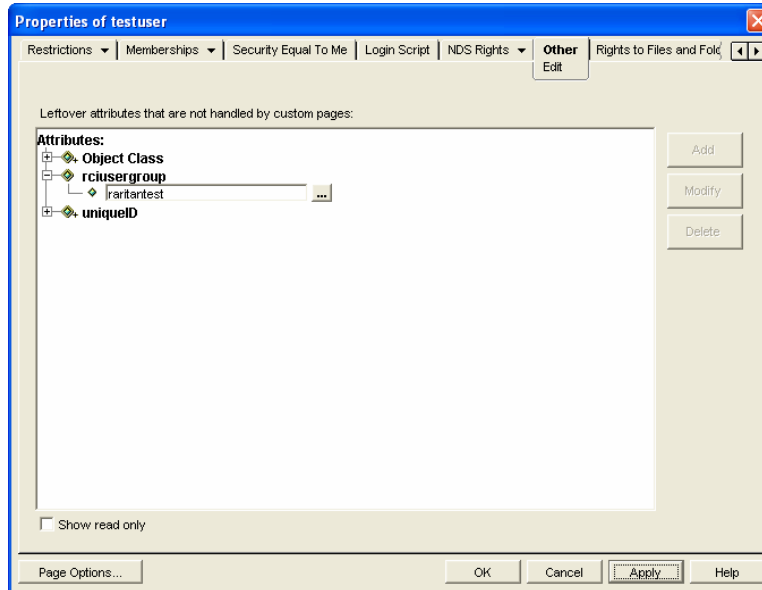 Properties of testuser
Restrictions Memberships Security Equal To Me Login Script NDS Rights Other Rights to Files and Fold
Edit
Leftover attributes that are not handled by custom pages:
Attributes:
Object Class
rciusergroup
raritantest ...
uniqueID
Add
Modify
Delete
Show read only
Page Options... OK Cancel Apply Help